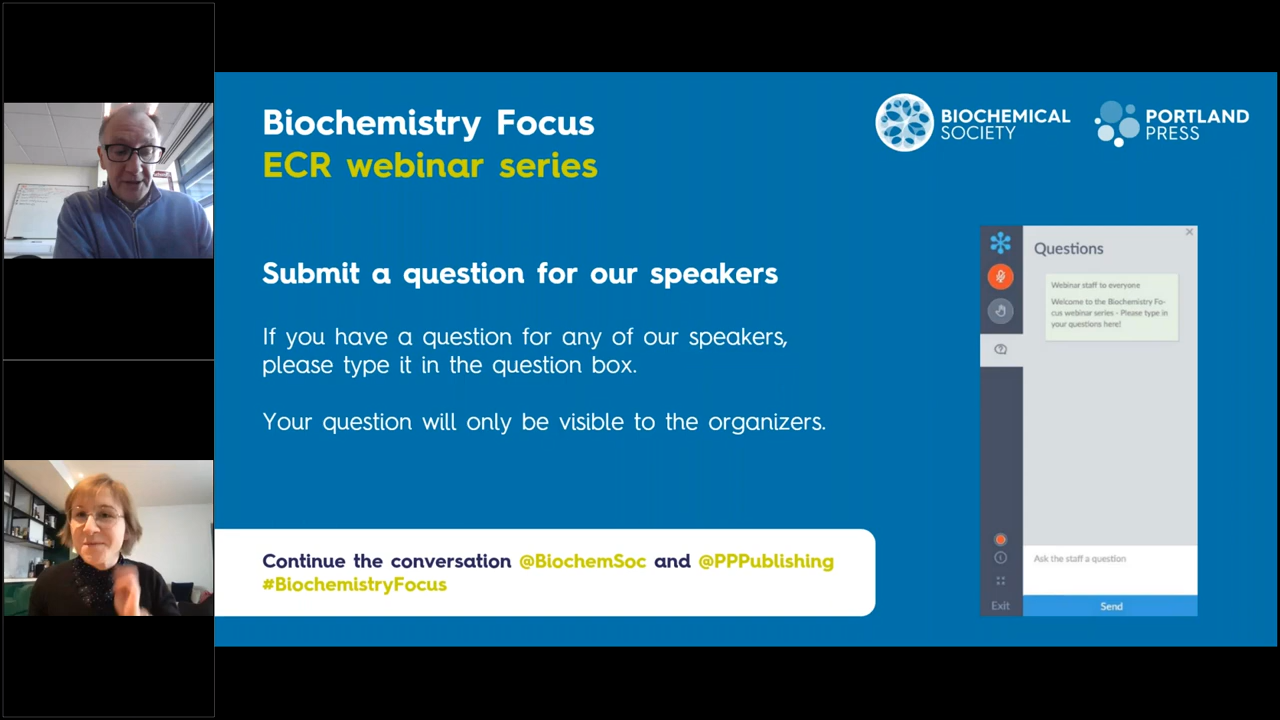 Biochemistry Focus
ECR webinar series
BIOCHEMICAL
SOCIETY
PORTLAND
PRESS
Submit a question for our speakers
If you have a question for any of our speakers,
please type it in the question box.
Your question will only be visible to the organizers.
Continue the conversation @BiochemSoc and @PPPublishing
#BiochemistryFocus
Questions
Webinar staff to everyone
Welcome to the Biochemistry Fo-
cus webinar series - Please type in
your questions here!
Ask the staff a question
Exit
Send